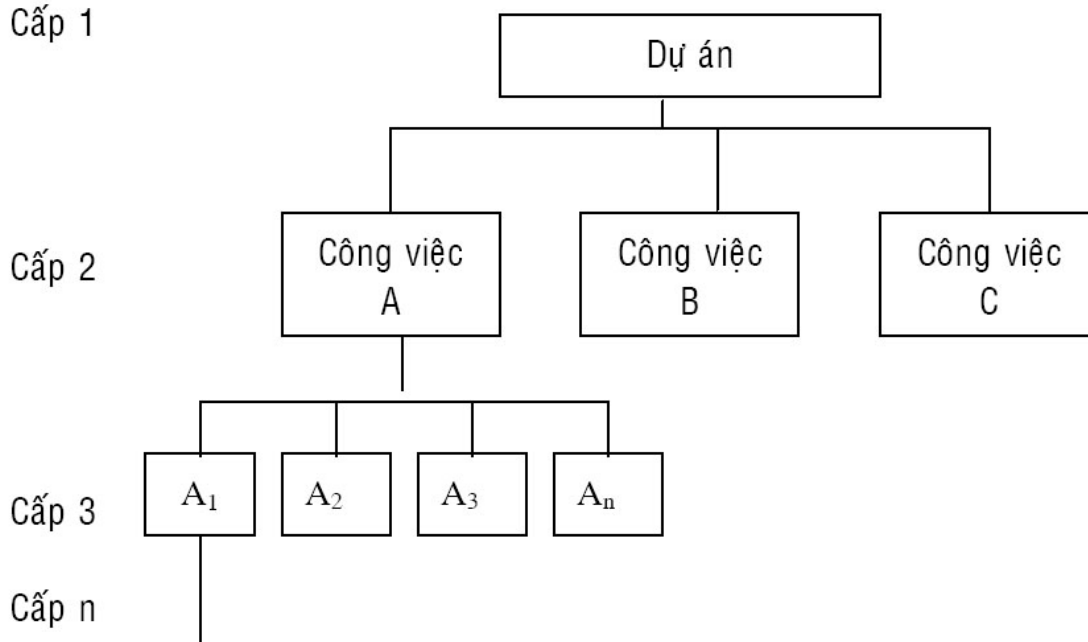 Cấp 1
Dự án
Cấp 2
Công việc
A
Công việc
B
Công việc
C
Cấp 3
A₁
A₂
A₃
Aₙ
Cấp n